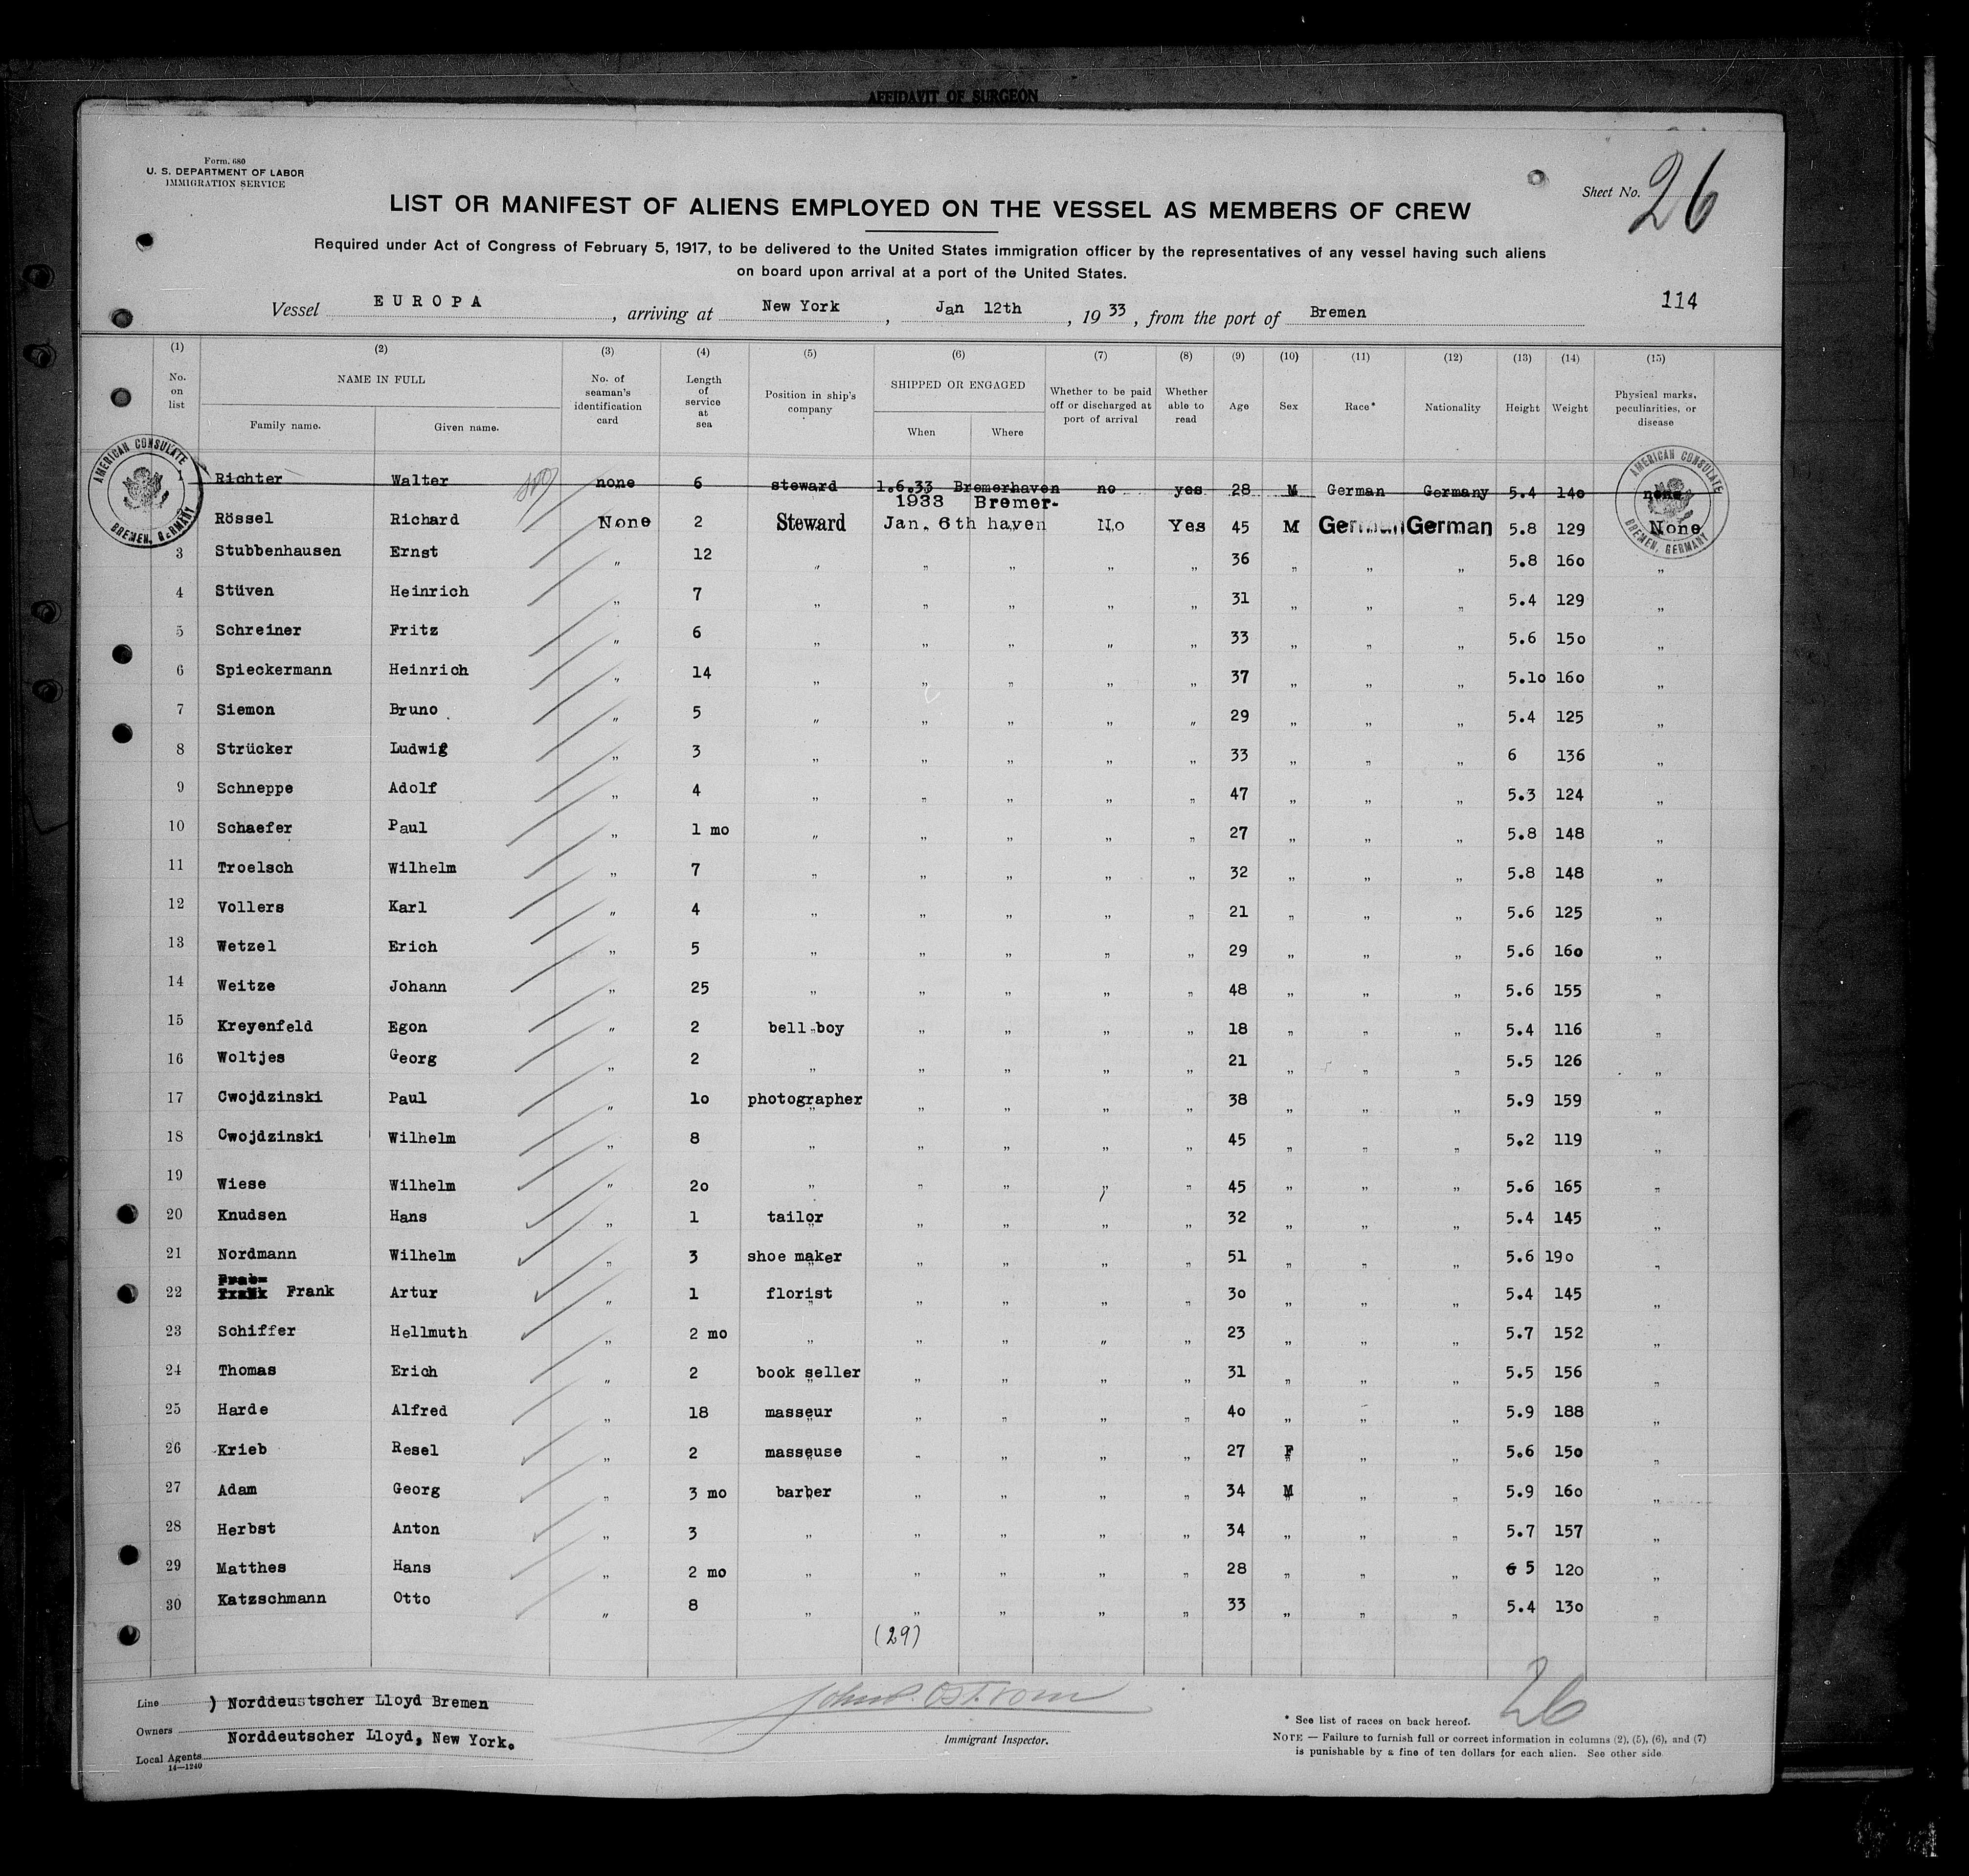 AFFIDAVIT OF SURGEON
Form 680
U. S. DEPARTMENT OF LABOR
IMMIGRATION SERVICE
Sheet No. 26
LIST OR MANIFEST OF ALIENS EMPLOYED ON THE VESSEL AS MEMBERS OF CREW
Required under Act of Congress of February 5, 1917, to be delivered to the United States immigration officer by the representatives of any vessel having such aliens
on board upon arrival at a port of the United States.
114
Vessel EUROPA, arriving at New York, Jan 12th, 1933, from the port of Bremen
(1) (2) (3) (4) (5) (6) (7) (8) (9) (10) (11) (12) (13) (14) (15)
No. on list NAME IN FULL Family name. Given name. No. of seaman's identification card Length of service at sea Position in ship's company SHIPPED OR ENGAGED When Where Whether to be paid off or discharged at port of arrival Whether able to read Age Sex Race* Nationality Height Weight Physical marks, peculiarities, or disease
AMERICAN CONSULATE BREMEN, GERMANY
AMERICAN CONSULATE BREMEN, GERMANY
1 Richter Walter none 6 steward 1.6.33 Bremerhaven no yes 28 M German Germany 5.4 14o none
Rössel Richard None 2 Steward 1933 Jan. 6th Bremer-haven No Yes 45 M German German 5.8 129 None
3 Stubbenhausen Ernst " 12 " " " " " 36 " " " 5.8 16o "
4 Stüven Heinrich " 7 " " " " " 31 " " " 5.4 129 "
5 Schreiner Fritz " 6 " " " " " 33 " " " 5.6 15o "
6 Spieckermann Heinrich " 14 " " " " " 37 " " " 5.1o 16o "
7 Siemon Bruno " 5 " " " " " 29 " " " 5.4 125 "
8 Strücker Ludwig " 3 " " " " " 33 " " " 6 136 "
9 Schneppe Adolf " 4 " " " " " 47 " " " 5.3 124 "
10 Schaefer Paul " 1 mo " " " " " 27 " " " 5.8 148 "
11 Troelsch Wilhelm " 7 " " " " " 32 " " " 5.8 148 "
12 Vollers Karl " 4 " " " " " 21 " " " 5.6 125 "
13 Wetzel Erich " 5 " " " " " 29 " " " 5.6 16o "
14 Weitze Johann " 25 " " " " " 48 " " " 5.6 155 "
15 Kreyenfeld Egon " 2 bell boy " " " " 18 " " " 5.4 116 "
16 Woltjes Georg " 2 " " " " " 21 " " " 5.5 126 "
17 Cwojdzinski Paul " 1o photographer " " " " 38 " " " 5.9 159 "
18 Cwojdzinski Wilhelm " 8 " " " " " 45 " " " 5.2 119 "
19 Wiese Wilhelm " 2o " " " " " 45 " " " 5.6 165 "
20 Knudsen Hans " 1 tailor " " " " 32 " " " 5.4 145 "
21 Nordmann Wilhelm " 3 shoe maker " " " " 51 " " " 5.6 19o "
22 Frank Artur " 1 florist " " " " 3o " " " 5.4 145 "
23 Schiffer Hellmuth " 2 mo " " " " " 23 " " " 5.7 152 "
24 Thomas Erich " 2 book seller " " " " 31 " " " 5.5 156 "
25 Harde Alfred " 18 masseur " " " " 4o " " " 5.9 188 "
26 Krieb Resel " 2 masseuse " " " " 27 F " " 5.6 15o "
27 Adam Georg " 3 mo barber " " " " 34 M " " 5.9 16o "
28 Herbst Anton " 3 " " " " " 34 " " " 5.7 157 "
29 Matthes Hans " 2 mo " " " " " 28 " " " 6 5 12o "
30 Katzschmann Otto " 8 " " " " " 33 " " " 5.4 13o "
(29)
Line ) Norddeustscher Lloyd Bremen
Owners
Norddeutscher Lloyd, New York.
Local Agents
14—1240
John P. Ostrom
Immigrant Inspector.
26
* See list of races on back hereof.
NOTE — Failure to furnish full or correct information in columns (2), (5), (6), and (7)
is punishable by a fine of ten dollars for each alien. See other side.